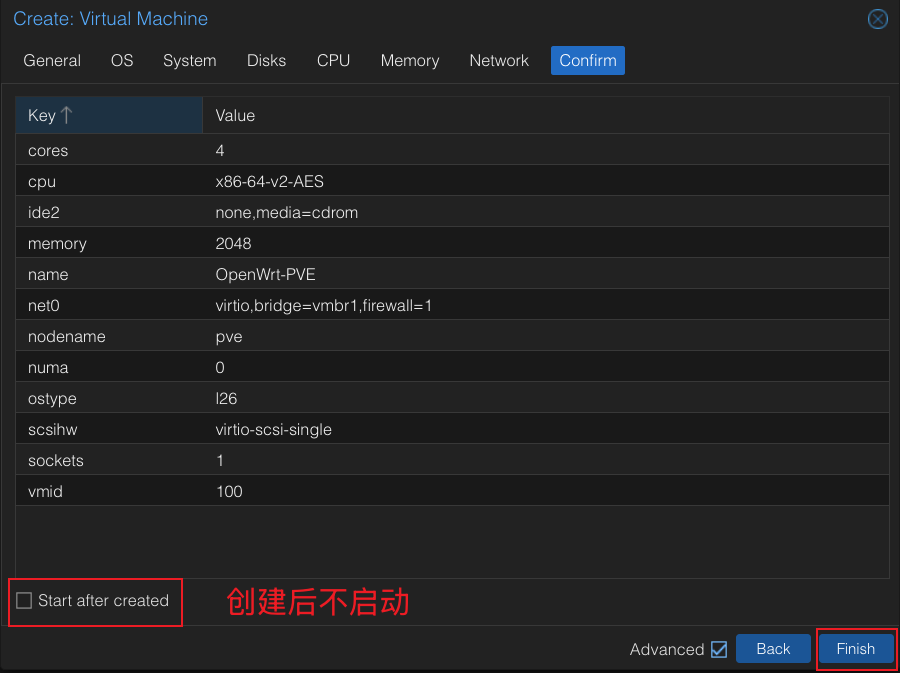 Create: Virtual Machine
General OS System Disks CPU Memory Network Confirm
Key Value
cores 4
cpu x86-64-v2-AES
ide2 none,media=cdrom
memory 2048
name OpenWrt-PVE
net0 virtio,bridge=vmbr1,firewall=1
nodename pve
numa 0
ostype l26
scsihw virtio-scsi-single
sockets 1
vmid 100
Start after created 创建后不启动
Advanced Back Finish